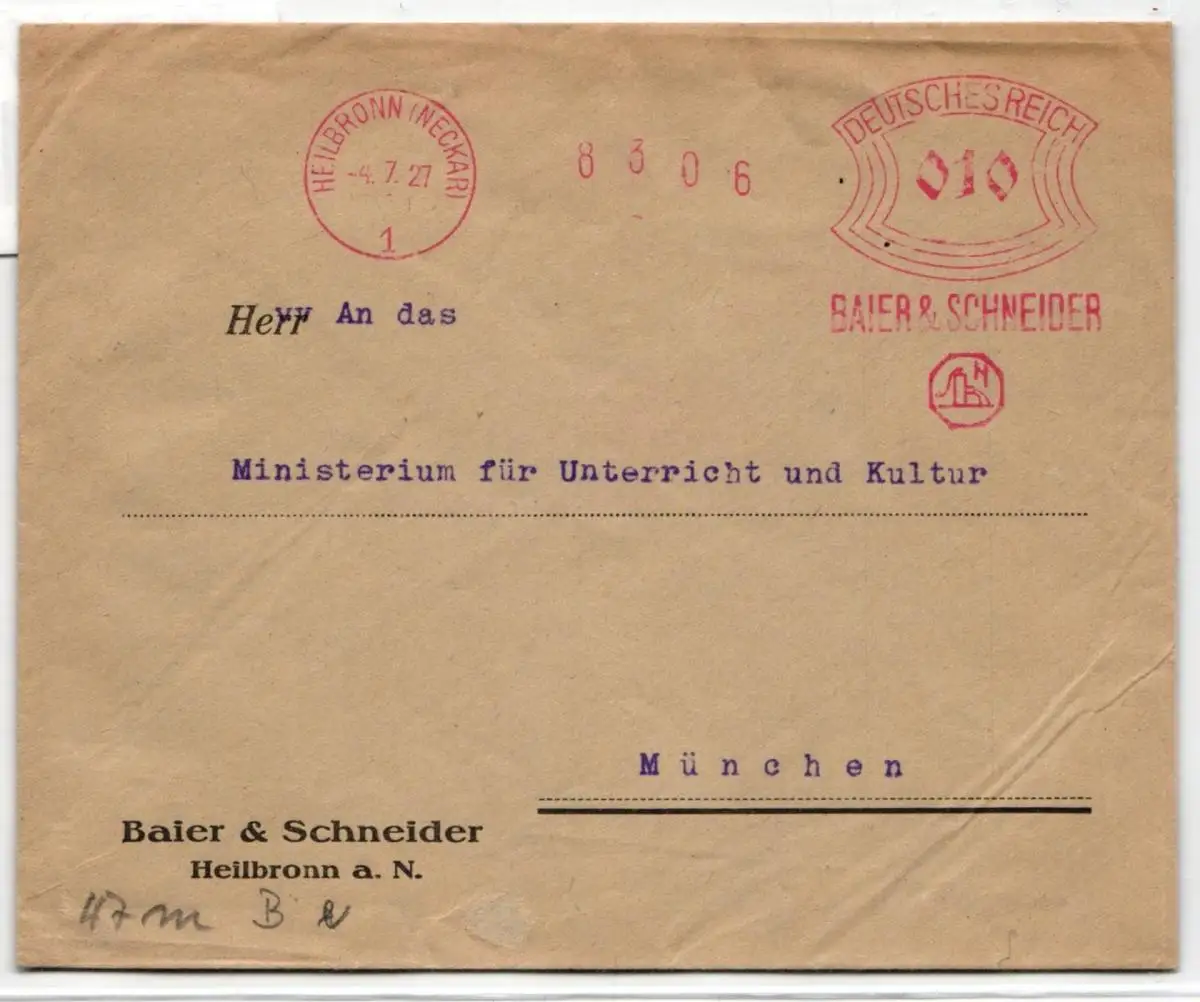 HEILBRONN (NECKAR)
-4.7.27
1
8306
DEUTSCHES REICH
010
BAIER & SCHNEIDER
H
Herr An das
Ministerium für Unterricht und Kultur
München
Baier & Schneider
Heilbronn a. N.
47 m B